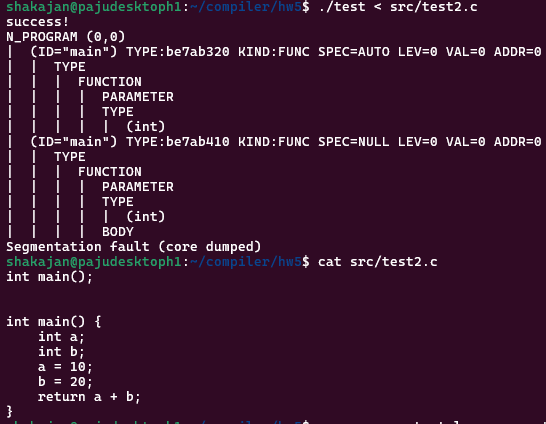 shakajan@pajudesktoph1:~/compiler/hw5$ ./test < src/test2.c
success!
N_PROGRAM (0,0)
|  (ID="main") TYPE:be7ab320 KIND:FUNC SPEC=AUTO LEV=0 VAL=0 ADDR=0
|  |  TYPE
|  |  |  FUNCTION
|  |  |  |  PARAMETER
|  |  |  |  TYPE
|  |  |  |  |  (int)
|  (ID="main") TYPE:be7ab410 KIND:FUNC SPEC=NULL LEV=0 VAL=0 ADDR=0
|  |  TYPE
|  |  |  FUNCTION
|  |  |  |  PARAMETER
|  |  |  |  TYPE
|  |  |  |  |  (int)
|  |  |  |  BODY
Segmentation fault (core dumped)
shakajan@pajudesktoph1:~/compiler/hw5$ cat src/test2.c
int main();
int main() {
    int a;
    int b;
    a = 10;
    b = 20;
    return a + b;
}